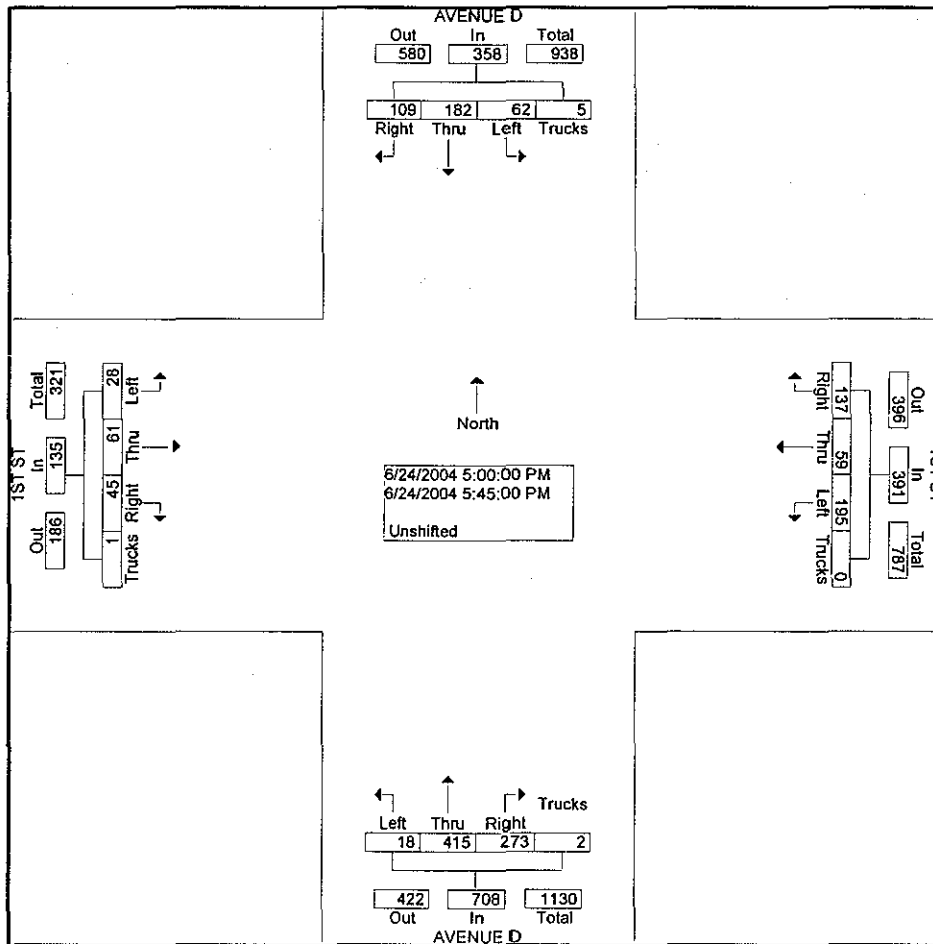 AVENUE D
Out In Total
580 358 938
109 182 62 5
Right Thru Left Trucks
1ST ST
Total In Out
321 135 186
28 61 45 1
Left Thru Right Trucks
North
6/24/2004 5:00:00 PM
6/24/2004 5:45:00 PM
Unshifted
Right Thru Left Trucks
137 59 195 0
Out In Total
396 391 787
Trucks
Left Thru Right
18 415 273 2
422 708 1130
Out In Total
AVENUE D